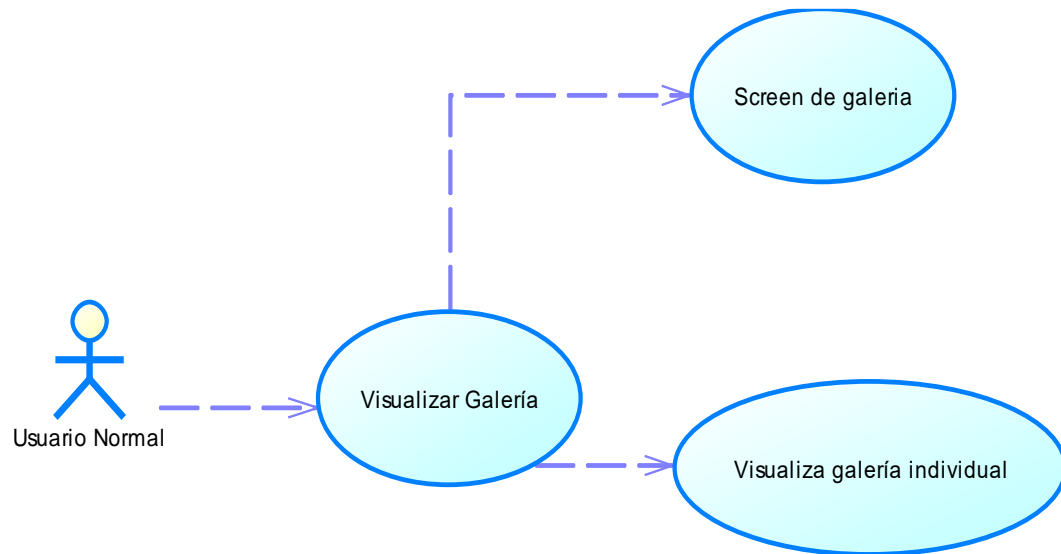 Screen de galeria
Visualizar Galería
Usuario Normal
Visualiza galería individual